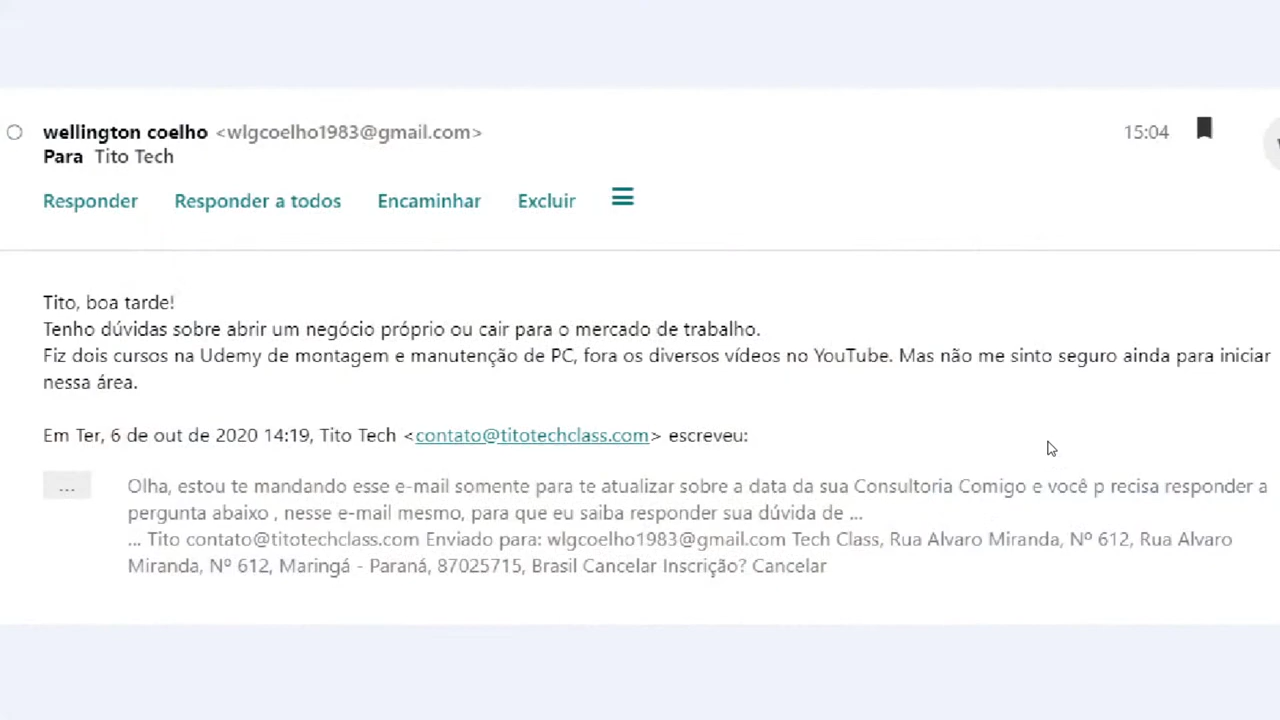 wellington coelho <wlgcoelho1983@gmail.com> 15:04
Para Tito Tech
Responder Responder a todos Encaminhar Excluir
Tito, boa tarde!
Tenho dúvidas sobre abrir um negócio próprio ou cair para o mercado de trabalho.
Fiz dois cursos na Udemy de montagem e manutenção de PC, fora os diversos vídeos no YouTube. Mas não me sinto seguro ainda para iniciar
nessa área.
Em Ter, 6 de out de 2020 14:19, Tito Tech <contato@titotechclass.com> escreveu:
... Olha, estou te mandando esse e-mail somente para te atualizar sobre a data da sua Consultoria Comigo e você p recisa responder a
pergunta abaixo , nesse e-mail mesmo, para que eu saiba responder sua dúvida de ...
... Tito contato@titotechclass.com Enviado para: wlgcoelho1983@gmail.com Tech Class, Rua Alvaro Miranda, Nº 612, Rua Alvaro
Miranda, Nº 612, Maringá - Paraná, 87025715, Brasil Cancelar Inscrição? Cancelar